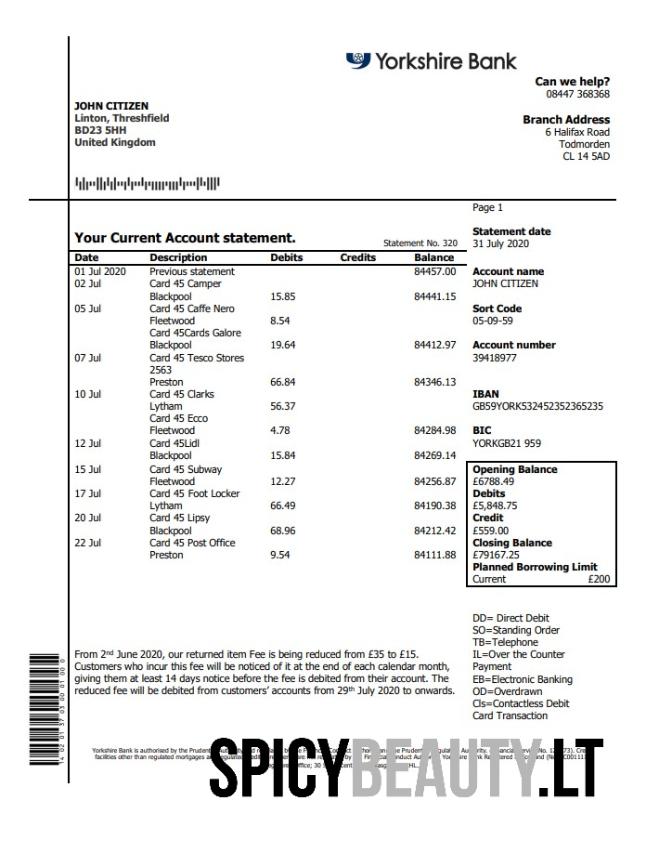 Yorkshire Bank
Can we help?
08447 368368
JOHN CITIZEN
Linton, Threshfield
BD23 5HH
United Kingdom
Branch Address
6 Halifax Road
Todmorden
CL 14 5AD
Page 1
Your Current Account statement.
Statement No. 320
Date Description Debits Credits Balance
01 Jul 2020 Previous statement 84457.00
02 Jul Card 45 Camper
Blackpool 15.85 84441.15
05 Jul Card 45 Caffe Nero
Fleetwood 8.54
Card 45Cards Galore
Blackpool 19.64 84412.97
07 Jul Card 45 Tesco Stores
2563
Preston 66.84 84346.13
10 Jul Card 45 Clarks
Lytham 56.37
Card 45 Ecco
Fleetwood 4.78 84284.98
12 Jul Card 45Lidl
Blackpool 15.84 84269.14
15 Jul Card 45 Subway
Fleetwood 12.27 84256.87
17 Jul Card 45 Foot Locker
Lytham 66.49 84190.38
20 Jul Card 45 Lipsy
Blackpool 68.96 84212.42
22 Jul Card 45 Post Office
Preston 9.54 84111.88
Statement date
31 July 2020
Account name
JOHN CITIZEN
Sort Code
05-09-59
Account number
39418977
IBAN
GB59YORK532452352365235
BIC
YORKGB21 959
Opening Balance
£6788.49
Debits
£5,848.75
Credit
£559.00
Closing Balance
£79167.25
Planned Borrowing Limit
Current £200
DD= Direct Debit
SO=Standing Order
TB=Telephone
IL=Over the Counter
Payment
EB=Electronic Banking
OD=Overdrawn
Cls=Contactless Debit
Card Transaction
From 2nd June 2020, our returned item Fee is being reduced from £35 to £15.
Customers who incur this fee will be noticed of it at the end of each calendar month,
giving them at least 14 days notice before the fee is debited from their account. The
reduced fee will be debited from customers' accounts from 29th July 2020 to onwards.
Yorkshire Bank is authorised by the
facilities other than regulated mortgages
SPICYBEAUTY.LT